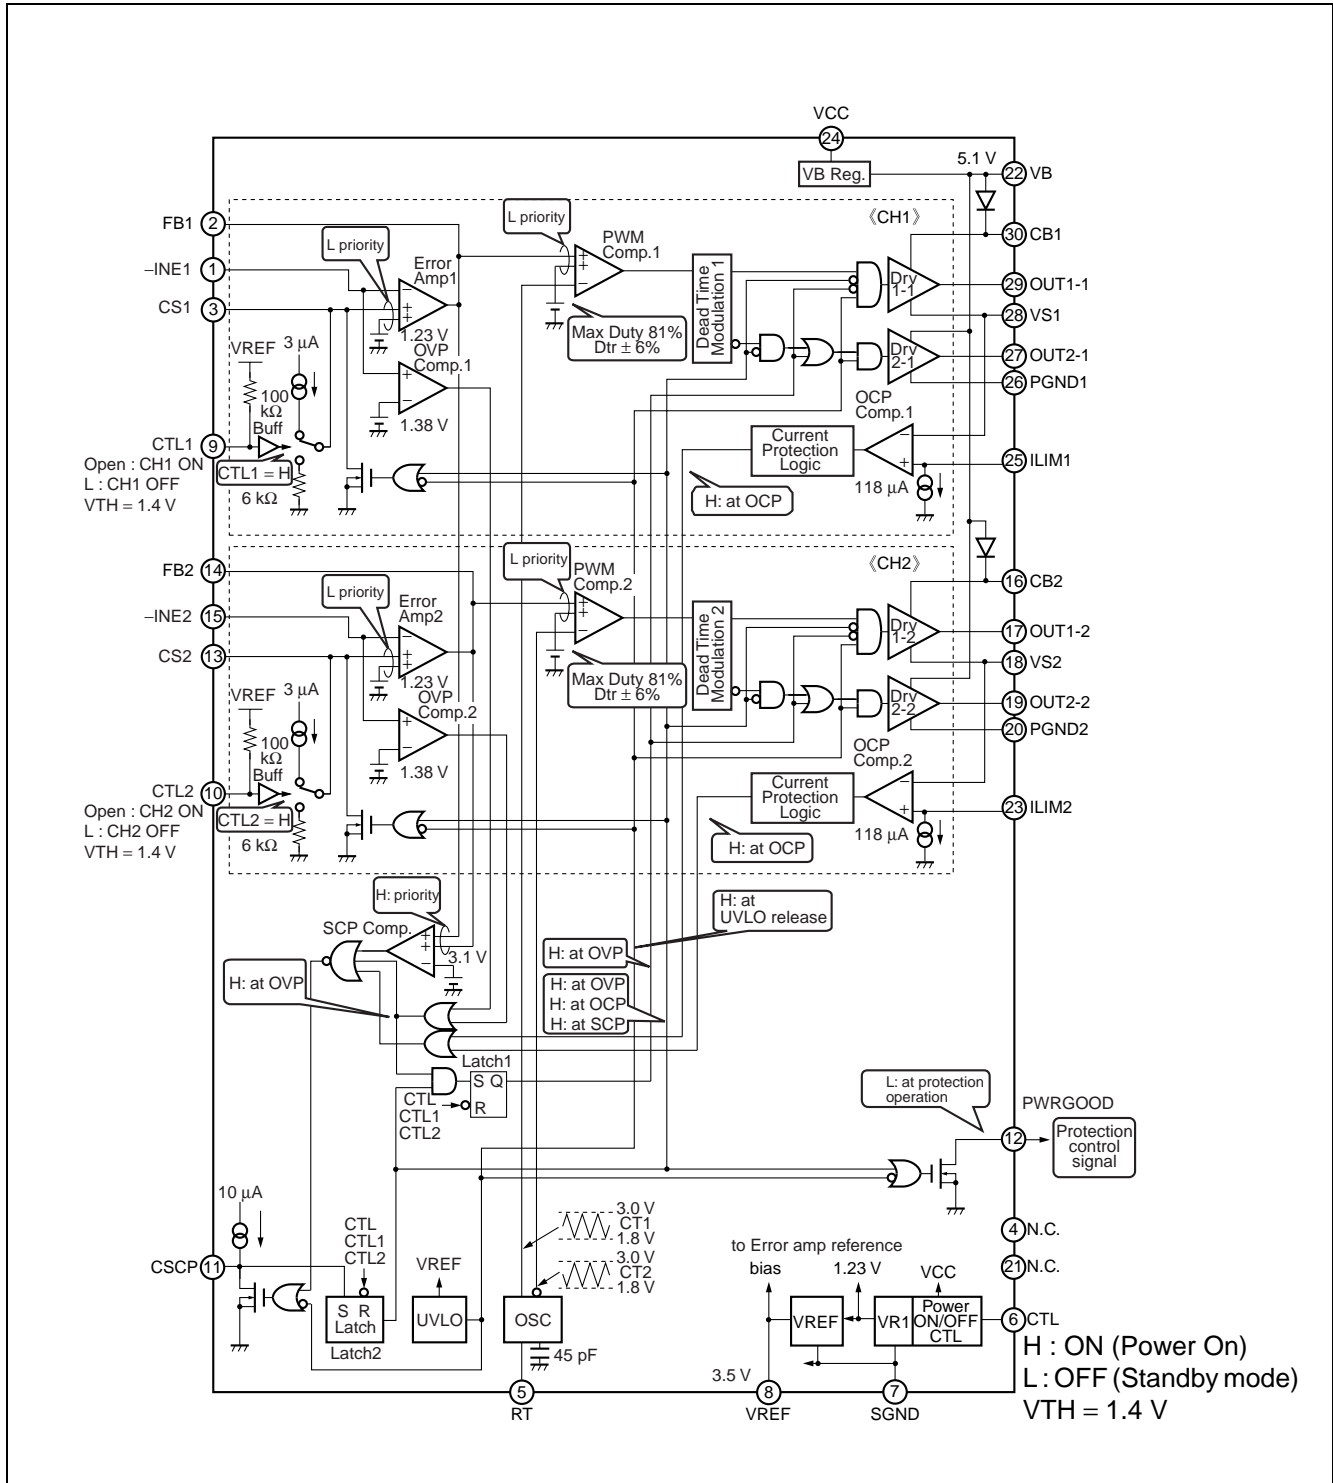 VCC
24
5.1 V
VB Reg.
22 VB
FB1 2
L priority
L priority
PWM
Comp.1
《CH1》
30 CB1
–INE1 1
Error
Amp1
Dead Time
Modulation 1
Drv
1-1
29 OUT1-1
CS1 3
1.23 V
28 VS1
Max Duty 81%
Dtr ± 6%
VREF
3 µA
OVP
Comp.1
Drv
2-1
27 OUT2-1
26 PGND1
100
kΩ
Buff
1.38 V
OCP
Comp.1
CTL1 9
Open : CH1 ON
L : CH1 OFF
VTH = 1.4 V
CTL1 = H
6 kΩ
Current
Protection
Logic
25 ILIM1
118 µA
H: at OCP
FB2 14
L priority
L priority
PWM
Comp.2
《CH2》
16 CB2
–INE2 15
Error
Amp2
Dead Time
Modulation 2
Drv
1-2
17 OUT1-2
CS2 13
1.23 V
18 VS2
Max Duty 81%
Dtr ± 6%
VREF
3 µA
OVP
Comp.2
Drv
2-2
19 OUT2-2
20 PGND2
100
kΩ
Buff
1.38 V
OCP
Comp.2
CTL2 10
Open : CH2 ON
L : CH2 OFF
VTH = 1.4 V
CTL2 = H
6 kΩ
Current
Protection
Logic
23 ILIM2
118 µA
H: at OCP
H: priority
H: at
UVLO release
SCP Comp.
3.1 V
H: at OVP
H: at OVP
H: at OVP
H: at OCP
H: at SCP
Latch1
S Q
R
CTL
CTL1
CTL2
L: at protection
operation
PWRGOOD
12
Protection
control
signal
10 µA
CTL
CTL1
CTL2
3.0 V
CT1
1.8 V
4 N.C.
CSCP 11
VREF
3.0 V
CT2
1.8 V
to Error amp reference
bias
1.23 V
VCC
21 N.C.
S R
Latch
Latch2
UVLO
OSC
45 pF
VREF
VR1
Power
ON/OFF
CTL
6 CTL
H : ON (Power On)
L : OFF (Standby mode)
VTH = 1.4 V
3.5 V
5
RT
8
VREF
7
SGND